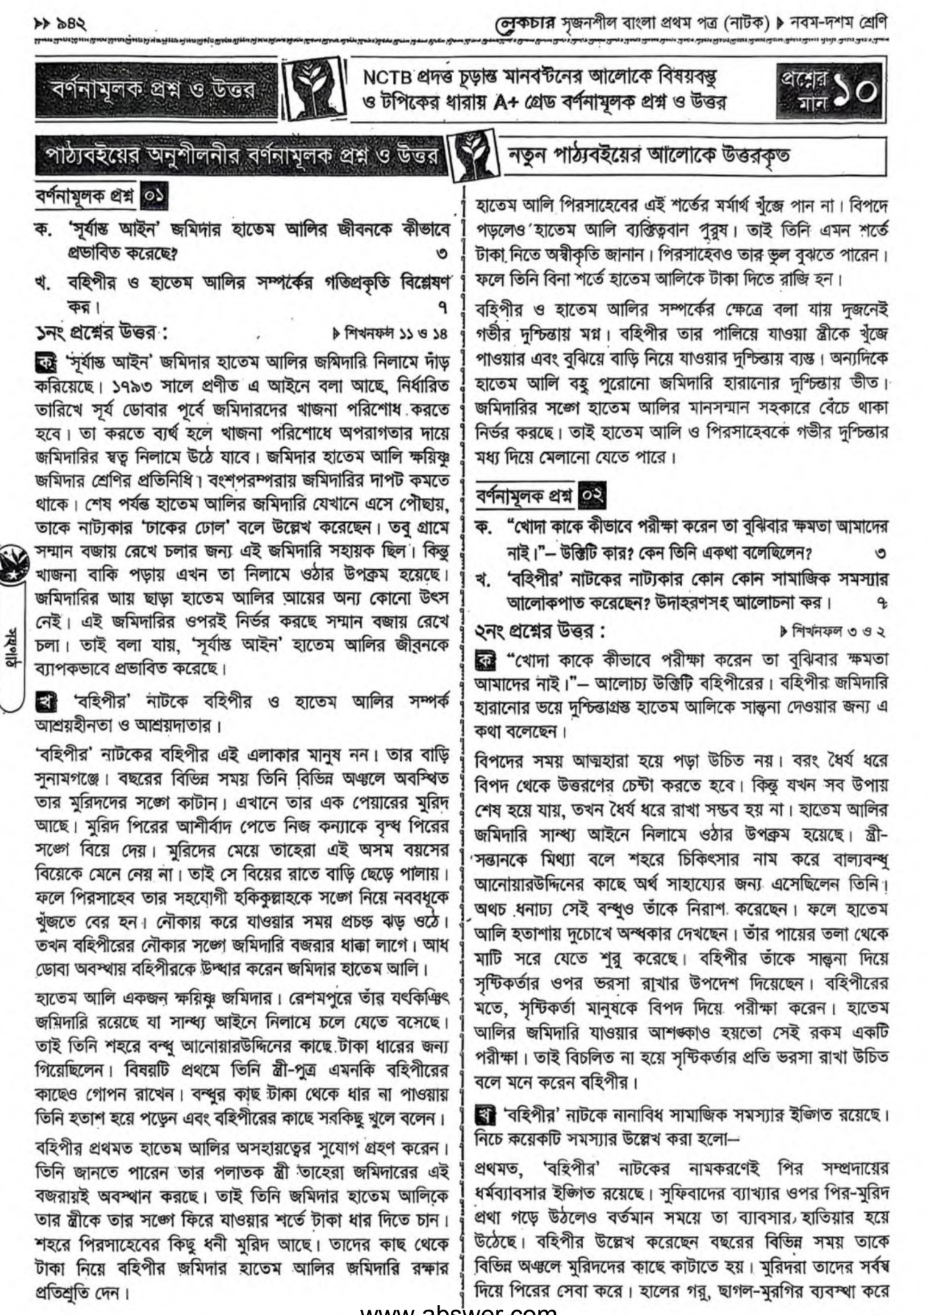 >> ৯৪২
লেকচার সৃজনশীল বাংলা প্রথম পত্র (নাটক) ▶ নবম-দশম শ্রেণি
বর্ণনামূলক প্রশ্ন ও উত্তর
NCTB প্রদত্ত চূড়ান্ত মানবণ্টনের আলোকে বিষয়বস্তু
ও টপিকের ধারায় A+ গ্রেড বর্ণনামূলক প্রশ্ন ও উত্তর
প্রশ্নের
মান ১০
পাঠ্যবইয়ের অনুশীলনীর বর্ণনামূলক প্রশ্ন ও উত্তর
নতুন পাঠ্যবইয়ের আলোকে উত্তরকৃত
বর্ণনামূলক প্রশ্ন ০১
ক. 'সূর্যাস্ত আইন' জমিদার হাতেম আলির জীবনকে কীভাবে
প্রভাবিত করেছে? ৩
খ. বহিপীর ও হাতেম আলির সম্পর্কের গতিপ্রকৃতি বিশ্লেষণ
কর। ৭
১নং প্রশ্নের উত্তর : ▶ শিখনফল ১১ ও ১৪
ক 'সূর্যাস্ত আইন' জমিদার হাতেম আলির জমিদারি নিলামে দাঁড়
করিয়েছে। ১৭৯৩ সালে প্রণীত এ আইনে বলা আছে, নির্ধারিত
তারিখে সূর্য ডোবার পূর্বে জমিদারদের খাজনা পরিশোধ করতে
হবে। তা করতে ব্যর্থ হলে খাজনা পরিশোধে অপরাগতার দায়ে
জমিদারির স্বত্ব নিলামে উঠে যাবে। জমিদার হাতেম আলি ক্ষয়িষ্ণু
জমিদার শ্রেণির প্রতিনিধি। বংশপরম্পরায় জমিদারির দাপট কমতে
থাকে। শেষ পর্যন্ত হাতেম আলির জমিদারি যেখানে এসে পৌছায়,
তাকে নাট্যকার 'ঢাকের ঢোল' বলে উল্লেখ করেছেন। তবু গ্রামে
সম্মান বজায় রেখে চলার জন্য এই জমিদারি সহায়ক ছিল। কিন্তু
খাজনা বাকি পড়ায় এখন তা নিলামে ওঠার উপক্রম হয়েছে।
জমিদারির আয় ছাড়া হাতেম আলির আয়ের অন্য কোনো উৎস
নেই। এই জমিদারির ওপরই নির্ভর করছে সম্মান বজায় রেখে
চলা। তাই বলা যায়, 'সূর্যাস্ত আইন' হাতেম আলির জীবনকে
ব্যাপকভাবে প্রভাবিত করেছে।
খ 'বহিপীর' নাটকে বহিপীর ও হাতেম আলির সম্পর্ক
আশ্রয়হীনতা ও আশ্রয়দাতার।
'বহিপীর' নাটকের বহিপীর এই এলাকার মানুষ নন। তার বাড়ি
সুনামগঞ্জে। বছরের বিভিন্ন সময় তিনি বিভিন্ন অঞ্চলে অবস্থিত
তার মুরিদদের সঙ্গে কাটান। এখানে তার এক পেয়ারের মুরিদ
আছে। মুরিদ পিরের আশীর্বাদ পেতে নিজ কন্যাকে বৃদ্ধ পিরের
সঙ্গে বিয়ে দেয়। মুরিদের মেয়ে তাহেরা এই অসম বয়সের
বিয়েকে মেনে নেয় না। তাই সে বিয়ের রাতে বাড়ি ছেড়ে পালায়।
ফলে পিরসাহেব তার সহযোগী হকিকুল্লাহকে সঙ্গে নিয়ে নববধূকে
খুঁজতে বের হন। নৌকায় করে যাওয়ার সময় প্রচন্ড ঝড় ওঠে।
তখন বহিপীরের নৌকার সঙ্গে জমিদারি বজরার ধাক্কা লাগে। আধ
ডোবা অবস্থায় বহিপীরকে উদ্ধার করেন জমিদার হাতেম আলি।
হাতেম আলি একজন ক্ষয়িষ্ণু জমিদার। রেশমপুরে তাঁর যৎকিঞ্চিৎ
জমিদারি রয়েছে যা সান্ধ্য আইনে নিলামে চলে যেতে বসেছে।
তাই তিনি শহরে বন্ধু আনোয়ারউদ্দিনের কাছে টাকা ধারের জন্য
গিয়েছিলেন। বিষয়টি প্রথমে তিনি স্ত্রী-পুত্র এমনকি বহিপীরের
কাছেও গোপন রাখেন। বন্ধুর কাছ টাকা থেকে ধার না পাওয়ায়
তিনি হতাশ হয়ে পড়েন এবং বহিপীরের কাছে সবকিছু খুলে বলেন।
বহিপীর প্রথমত হাতেম আলির অসহায়ত্বের সুযোগ গ্রহণ করেন।
তিনি জানতে পারেন তার পলাতক স্ত্রী তাহেরা জমিদারের এই
বজরায়ই অবস্থান করছে। তাই তিনি জমিদার হাতেম আলিকে
তার স্ত্রীকে তার সঙ্গে ফিরে যাওয়ার শর্তে টাকা ধার দিতে চান।
শহরে পিরসাহেবের কিছু ধনী মুরিদ আছে। তাদের কাছ থেকে
টাকা নিয়ে বহিপীর জমিদার হাতেম আলির জমিদারি রক্ষার
প্রতিশ্রুতি দেন।
হাতেম আলি পিরসাহেবের এই শর্তের মর্মার্থ খুঁজে পান না। বিপদে
পড়লেও হাতেম আলি ব্যক্তিত্ববান পুরুষ। তাই তিনি এমন শর্তে
টাকা নিতে অস্বীকৃতি জানান। পিরসাহেবও তার ভুল বুঝতে পারেন।
ফলে তিনি বিনা শর্তে হাতেম আলিকে টাকা দিতে রাজি হন।
বহিপীর ও হাতেম আলির সম্পর্কের ক্ষেত্রে বলা যায় দুজনেই
গভীর দুশ্চিন্তায় মগ্ন। বহিপীর তার পালিয়ে যাওয়া স্ত্রীকে খুঁজে
পাওয়ার এবং বুঝিয়ে বাড়ি নিয়ে যাওয়ার দুশ্চিন্তায় ব্যস্ত। অন্যদিকে
হাতেম আলি বহু পুরোনো জমিদারি হারানোর দুশ্চিন্তায় ভীত।
জমিদারির সঙ্গে হাতেম আলির মানসম্মান সহকারে বেঁচে থাকা
নির্ভর করছে। তাই হাতেম আলি ও পিরসাহেবকে গভীর দুশ্চিন্তার
মধ্য দিয়ে মেলানো যেতে পারে।
বর্ণনামূলক প্রশ্ন ০২
ক. “খোদা কাকে কীভাবে পরীক্ষা করেন তা বুঝিবার ক্ষমতা আমাদের
নাই।”– উক্তিটি কার? কেন তিনি একথা বলেছিলেন? ৩
খ. 'বহিপীর' নাটকের নাট্যকার কোন কোন সামাজিক সমস্যার
আলোকপাত করেছেন? উদাহরণসহ আলোচনা কর। ৭
২নং প্রশ্নের উত্তর : ▶ শিখনফল ৩ ও ২
ক “খোদা কাকে কীভাবে পরীক্ষা করেন তা বুঝিবার ক্ষমতা
আমাদের নাই।”– আলোচ্য উক্তিটি বহিপীরের। বহিপীর জমিদারি
হারানোর ভয়ে দুশ্চিন্তাগ্রস্ত হাতেম আলিকে সান্ত্বনা দেওয়ার জন্য এ
কথা বলেছেন।
বিপদের সময় আত্মহারা হয়ে পড়া উচিত নয়। বরং ধৈর্য ধরে
বিপদ থেকে উত্তরণের চেষ্টা করতে হবে। কিন্তু যখন সব উপায়
শেষ হয়ে যায়, তখন ধৈর্য ধরে রাখা সম্ভব হয় না। হাতেম আলির
জমিদারি সান্ধ্য আইনে নিলামে ওঠার উপক্রম হয়েছে। স্ত্রী-
সন্তানকে মিথ্যা বলে শহরে চিকিৎসার নাম করে বাল্যবন্ধু
আনোয়ারউদ্দিনের কাছে অর্থ সাহায্যের জন্য এসেছিলেন তিনি।
অথচ ধনাঢ্য সেই বন্ধুও তাঁকে নিরাশ করেছেন। ফলে হাতেম
আলি হতাশায় দুচোখে অন্ধকার দেখছেন। তাঁর পায়ের তলা থেকে
মাটি সরে যেতে শুরু করেছে। বহিপীর তাঁকে সান্ত্বনা দিয়ে
সৃষ্টিকর্তার ওপর ভরসা রাখার উপদেশ দিয়েছেন। বহিপীরের
মতে, সৃষ্টিকর্তা মানুষকে বিপদ দিয়ে পরীক্ষা করেন। হাতেম
আলির জমিদারি যাওয়ার আশঙ্কাও হয়তো সেই রকম একটি
পরীক্ষা। তাই বিচলিত না হয়ে সৃষ্টিকর্তার প্রতি ভরসা রাখা উচিত
বলে মনে করেন বহিপীর।
খ 'বহিপীর' নাটকে নানাবিধ সামাজিক সমস্যার ইঙ্গিত রয়েছে।
নিচে কয়েকটি সমস্যার উল্লেখ করা হলো–
প্রথমত, 'বহিপীর' নাটকের নামকরণেই পির সম্প্রদায়ের
ধর্মব্যাবসার ইঙ্গিত রয়েছে। সুফিবাদের ব্যাখ্যার ওপর পির-মুরিদ
প্রথা গড়ে উঠলেও বর্তমান সময়ে তা ব্যাবসার হাতিয়ার হয়ে
উঠেছে। বহিপীর উল্লেখ করেছেন বছরের বিভিন্ন সময় তাকে
বিভিন্ন অঞ্চলে মুরিদদের কাছে কাটাতে হয়। মুরিদরা তাদের সর্বস্ব
দিয়ে পিরের সেবা করে। হালের গরু, ছাগল-মুরগির ব্যবস্থা করে
সহপাঠ
www.abswer.com